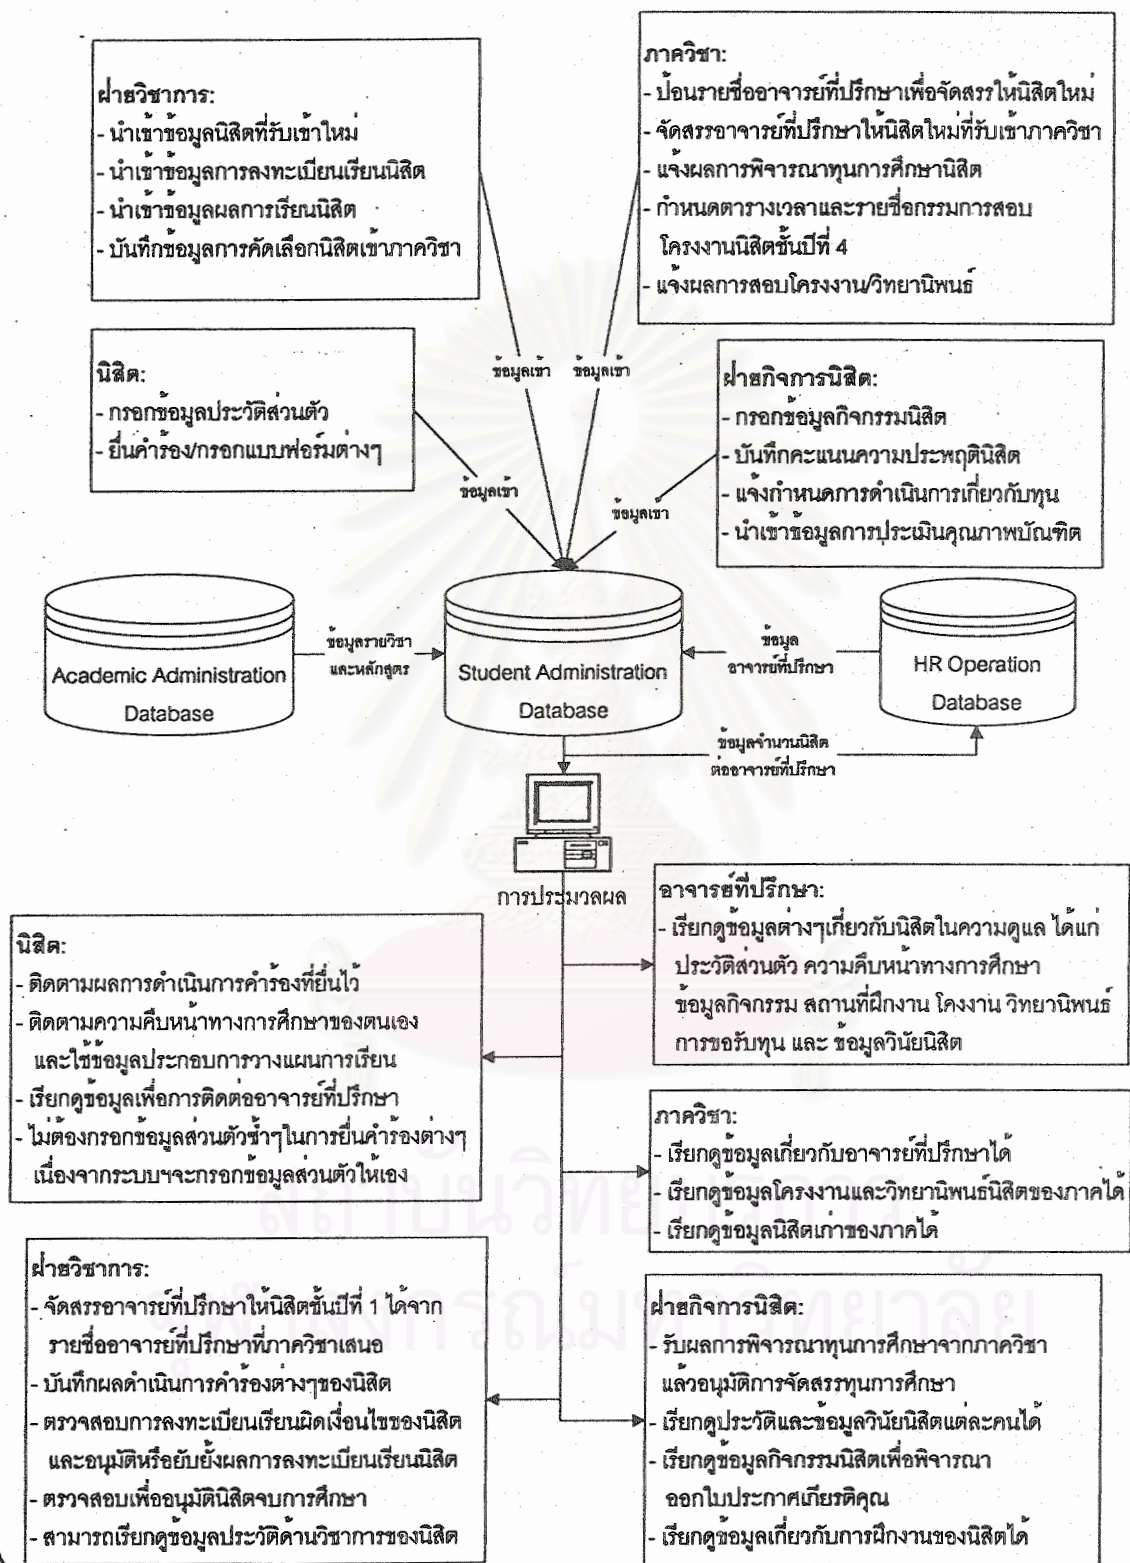 ฝ่ายวิชาการ:
- นำเข้าข้อมูลนิสิตที่รับเข้าใหม่
- นำเข้าข้อมูลการลงทะเบียนเรียนนิสิต
- นำเข้าข้อมูลผลการเรียนนิสิต
- บันทึกข้อมูลการคัดเลือกนิสิตเข้าภาควิชา
ภาควิชา:
- ป้อนรายชื่ออาจารย์ที่ปรึกษาเพื่อจัดสรรให้นิสิตใหม่
- จัดสรรอาจารย์ที่ปรึกษาให้นิสิตใหม่ที่รับเข้าภาควิชา
- แจ้งผลการพิจารณาทุนการศึกษานิสิต
- กำหนดตารางเวลาและรายชื่อกรรมการสอบ
โครงงานนิสิตชั้นปีที่ 4
- แจ้งผลการสอบโครงงาน/วิทยานิพนธ์
นิสิต:
- กรอกข้อมูลประวัติส่วนตัว
- ยื่นคำร้อง/กรอกแบบฟอร์มต่างๆ
ข้อมูลเข้า
ข้อมูลเข้า
ฝ่ายกิจการนิสิต:
- กรอกข้อมูลกิจกรรมนิสิต
- บันทึกคะแนนความประพฤตินิสิต
- แจ้งกำหนดการดำเนินการเกี่ยวกับทุน
- นำเข้าข้อมูลการประเมินคุณภาพบัณฑิต
ข้อมูลเข้า
ข้อมูลเข้า
Academic Administration
Database
ข้อมูลรายวิชา
และหลักสูตร
Student Administration
Database
ข้อมูล
อาจารย์ที่ปรึกษา
HR Operation
Database
ข้อมูลจำนวนนิสิต
ต่ออาจารย์ที่ปรึกษา
การประมวลผล
อาจารย์ที่ปรึกษา:
- เรียกดูข้อมูลต่างๆเกี่ยวกับนิสิตในความดูแล ได้แก่
ประวัติส่วนตัว ความคืบหน้าทางการศึกษา
ข้อมูลกิจกรรม สถานที่ฝึกงาน โคงงาน วิทยานิพนธ์
การขอรับทุน และ ข้อมูลวินัยนิสิต
นิสิต:
- ติดตามผลการดำเนินการคำร้องที่ยื่นไว้
- ติดตามความคืบหน้าทางการศึกษาของตนเอง
และใช้ข้อมูลประกอบการวางแผนการเรียน
- เรียกดูข้อมูลเพื่อการติดต่ออาจารย์ที่ปรึกษา
- ไม่ต้องกรอกข้อมูลส่วนตัวซ้ำๆในการยื่นคำร้องต่างๆ
เนื่องจากระบบฯจะกรอกข้อมูลส่วนตัวให้เอง
ภาควิชา:
- เรียกดูข้อมูลเกี่ยวกับอาจารย์ที่ปรึกษาได้
- เรียกดูข้อมูลโครงงานและวิทยานิพนธ์นิสิตของภาคได้
- เรียกดูข้อมูลนิสิตเก่าของภาคได้
สถาบันวิทยบริการ
จุฬาลงกรณ์มหาวิทยาลัย
ฝ่ายวิชาการ:
- จัดสรรอาจารย์ที่ปรึกษาให้นิสิตชั้นปีที่ 1 ได้จาก
รายชื่ออาจารย์ที่ปรึกษาที่ภาควิชาเสนอ
- บันทึกผลดำเนินการคำร้องต่างๆของนิสิต
- ตรวจสอบการลงทะเบียนเรียนผิดเงื่อนไขของนิสิต
และอนุมัติหรือยับยั้งผลการลงทะเบียนเรียนนิสิต
- ตรวจสอบเพื่ออนุมัตินิสิตจบการศึกษา
- สามารถเรียกดูข้อมูลประวัติด้านวิชาการของนิสิต
ฝ่ายกิจการนิสิต:
- รับผลการพิจารณาทุนการศึกษาจากภาควิชา
แล้วอนุมัติการจัดสรรทุนการศึกษา
- เรียกดูประวัติและข้อมูลวินัยนิสิตแต่ละคนได้
- เรียกดูข้อมูลกิจกรรมนิสิตเพื่อพิจารณา
ออกใบประกาศเกียรติคุณ
- เรียกดูข้อมูลเกี่ยวกับการฝึกงานของนิสิตได้